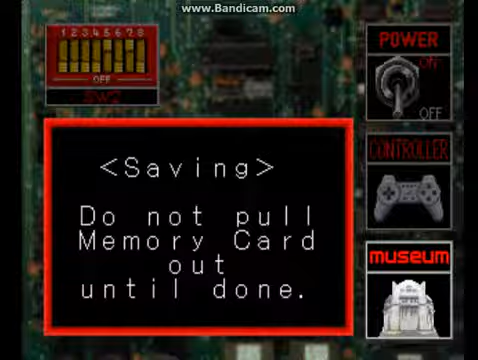 www.Bandicam.com
12345678
OFF
SW2
POWER
ON
OFF
CONTROLLER
<Saving>
Do not pull
Memory Card
out
until done.
MUSEUM